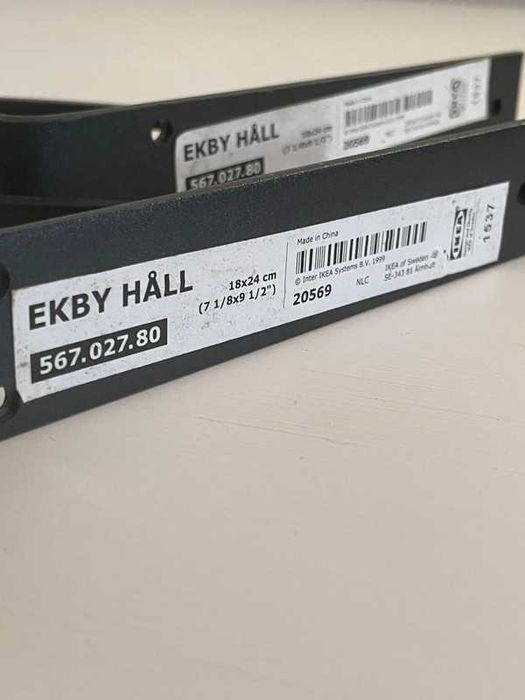 EKBY HÅLL
567.027.80
EKBY HÅLL
567.027.80
18x24 cm
(7 1/8x9 1/2")
Made in China
© Inter IKEA Systems B.V. 1999
20569
NLC
IKEA of Sweden
SE-343 81 Älmhult
IKEA
1537
20569